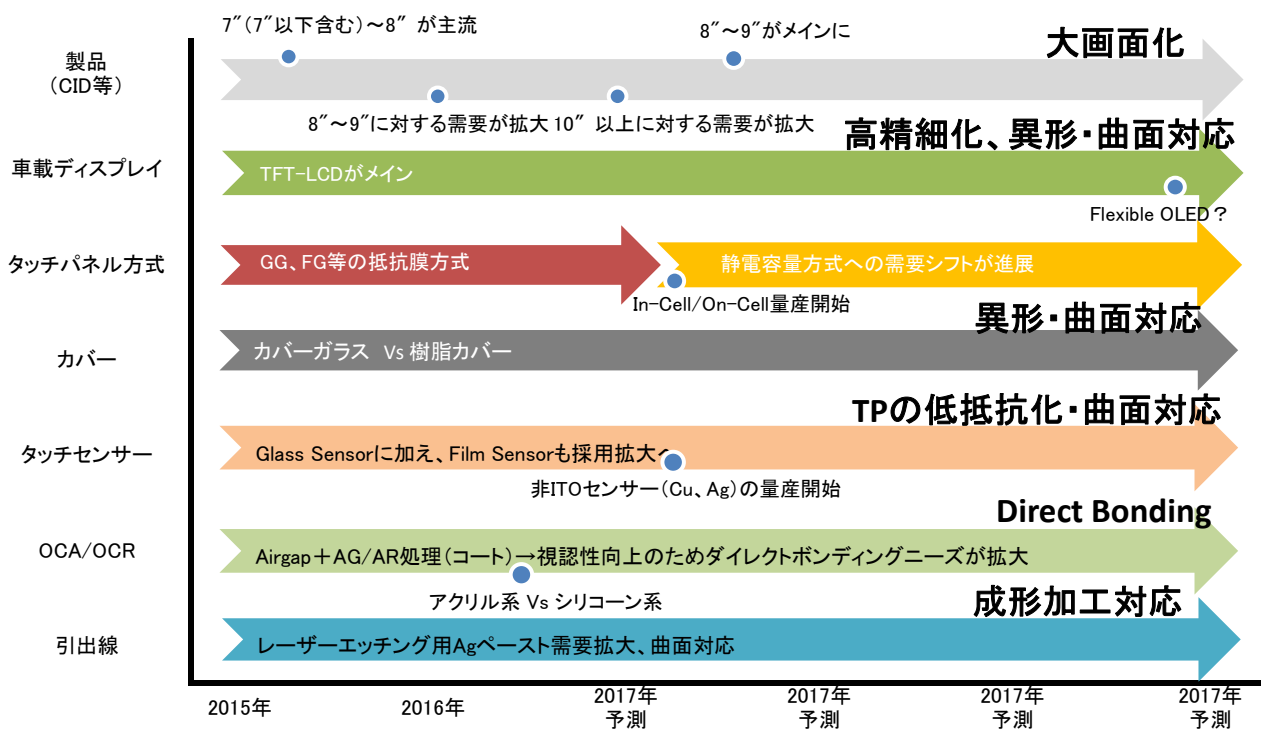 7″(7″以下含む)～8″ が主流
8″～9″がメインに
大画面化
製品
(CID等)
8″～9″に対する需要が拡大
10″ 以上に対する需要が拡大
高精細化、異形・曲面対応
車載ディスプレイ
TFT-LCDがメイン
Flexible OLED？
タッチパネル方式
GG、FG等の抵抗膜方式
静電容量方式への需要シフトが進展
In-Cell/On-Cell量産開始
異形・曲面対応
カバー
カバーガラス Vs 樹脂カバー
TPの低抵抗化・曲面対応
タッチセンサー
Glass Sensorに加え、Film Sensorも採用拡大へ
非ITOセンサー(Cu、Ag)の量産開始
Direct Bonding
OCA/OCR
Airgap＋AG/AR処理(コート)→視認性向上のためダイレクトボンディングニーズが拡大
アクリル系 Vs シリコーン系
成形加工対応
引出線
レーザーエッチング用Agペースト需要拡大、曲面対応
2015年
2016年
2017年
予測
2017年
予測
2017年
予測
2017年
予測